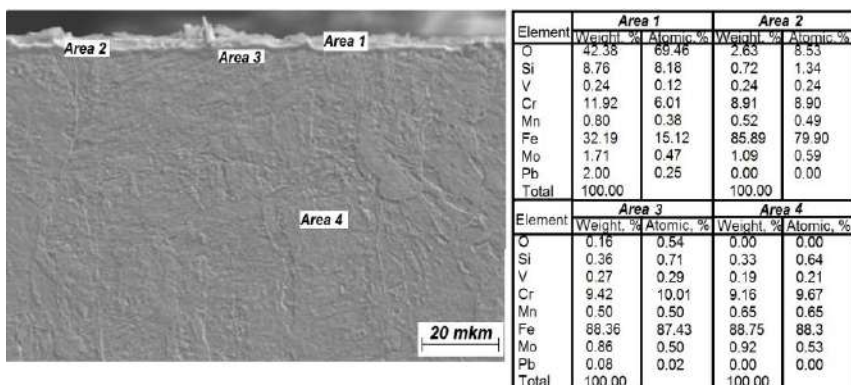 Area 2
Area 3
Area 1
Area 4
20 mkm
Element Area 1 Area 2
Weight, % Atomic,% Weight, % Atomic,%
O 42.38 69.46 2.63 8.53
Si 8.76 8.18 0.72 1.34
V 0.24 0.12 0.24 0.24
Cr 11.92 6.01 8.91 8.90
Mn 0.80 0.38 0.52 0.49
Fe 32.19 15.12 85.89 79.90
Mo 1.71 0.47 1.09 0.59
Pb 2.00 0.25 0.00 0.00
Total 100.00 100.00
Element Area 3 Area 4
Weight, % Atomic, % Weight, % Atomic, %
O 0.16 0.54 0.00 0.00
Si 0.36 0.71 0.33 0.64
V 0.27 0.29 0.19 0.21
Cr 9.42 10.01 9.16 9.67
Mn 0.50 0.50 0.65 0.65
Fe 88.36 87.43 88.75 88.3
Mo 0.86 0.50 0.92 0.53
Pb 0.08 0.02 0.00 0.00
Total 100.00 100.00